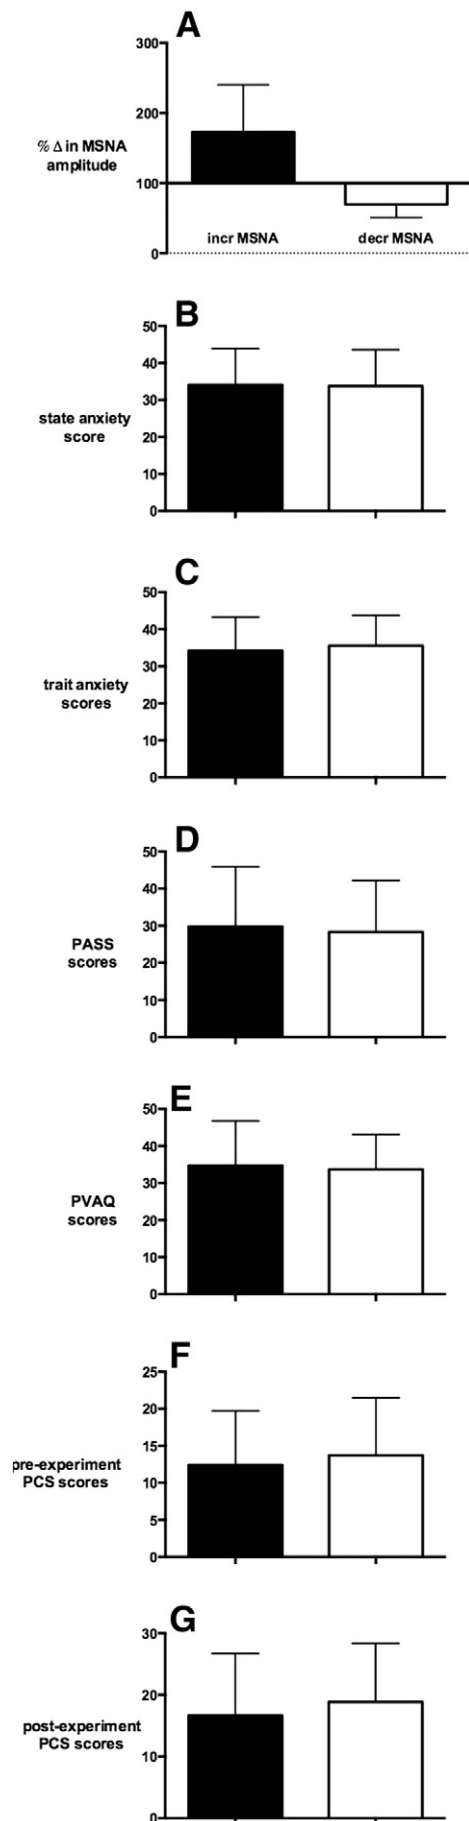 A
300
200
% Δ in MSNA
amplitude
100
incr MSNA
decr MSNA
0
B
50
40
30
state anxiety
score
20
10
0
C
50
40
30
trait anxiety
scores
20
10
0
D
50
40
30
PASS
scores
20
10
0
E
50
40
30
PVAQ
scores
20
10
0
F
25
20
15
pre-experiment
PCS scores
10
5
0
G
30
20
post-experiment
PCS scores
10
0